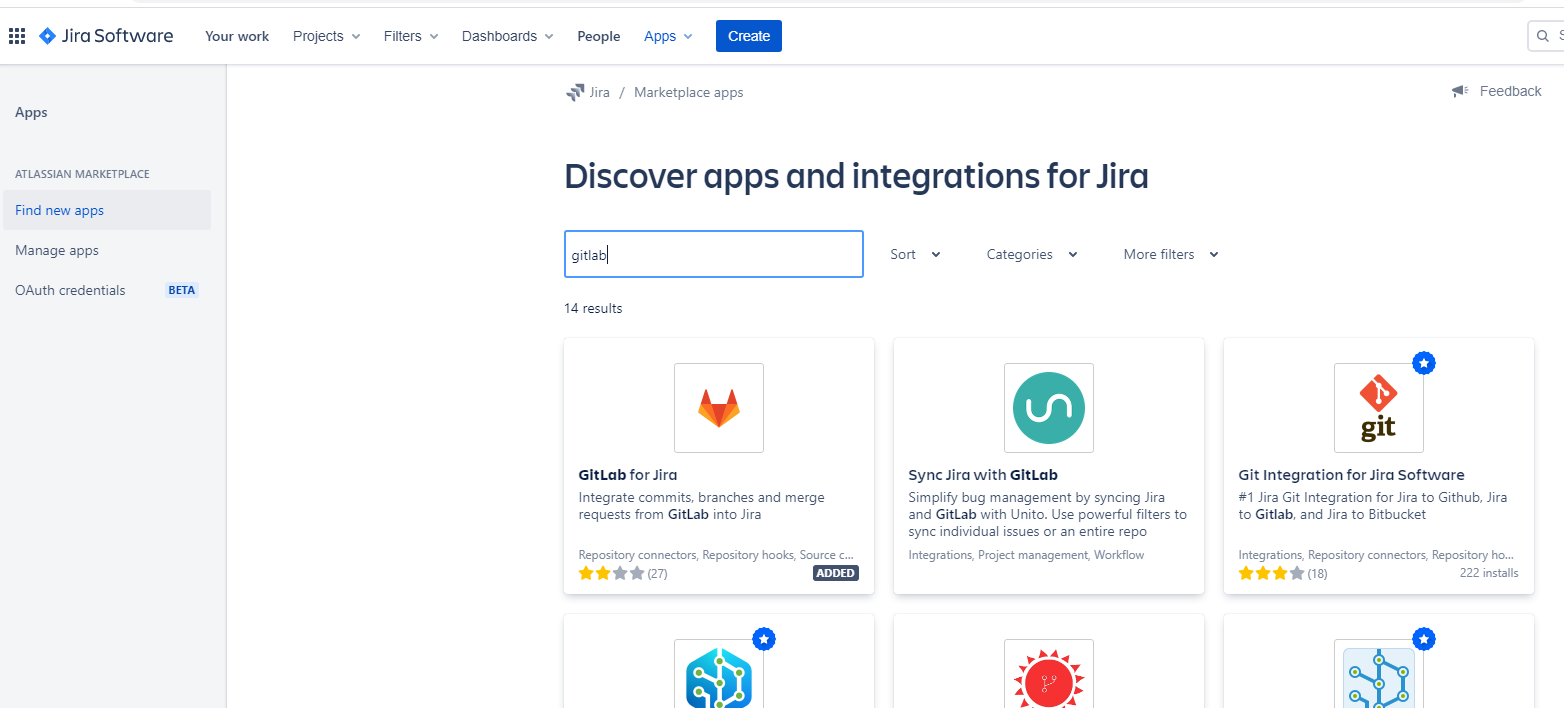 Jira Software
Your work
Projects
Filters
Dashboards
People
Apps
Create
Apps
ATLASSIAN MARKETPLACE
Find new apps
Manage apps
OAuth credentials BETA
Jira / Marketplace apps
Feedback
Discover apps and integrations for Jira
gitlab
Sort
Categories
More filters
14 results
GitLab for Jira
Integrate commits, branches and merge
requests from GitLab into Jira
Repository connectors, Repository hooks, Source c...
(27)
ADDED
Sync Jira with GitLab
Simplify bug management by syncing Jira
and GitLab with Unito. Use powerful filters to
sync individual issues or an entire repo
Integrations, Project management, Workflow
git
Git Integration for Jira Software
#1 Jira Git Integration for Jira to Github, Jira
to Gitlab, and Jira to Bitbucket
Integrations, Repository connectors, Repository ho...
(18)
222 installs